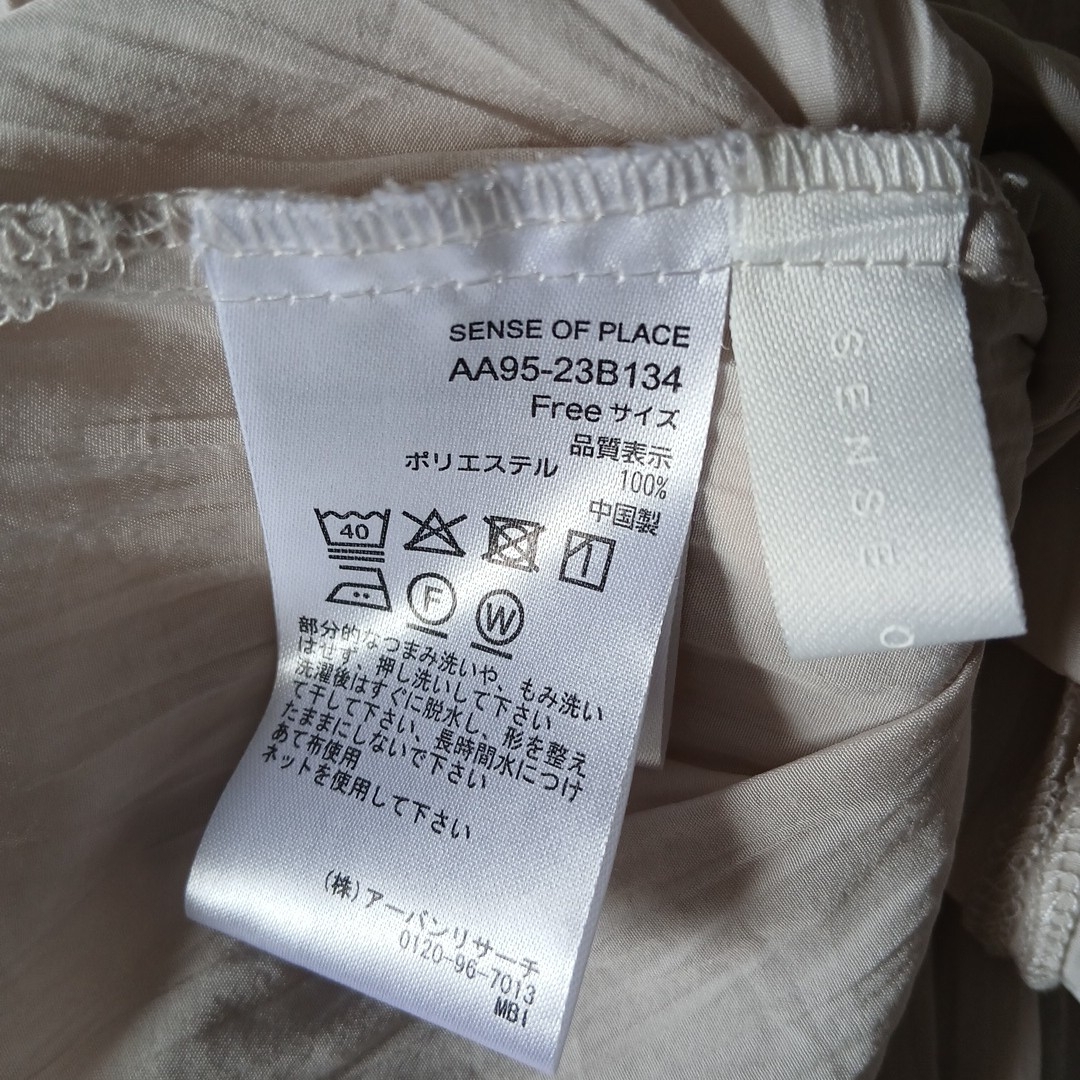 SENSE OF PLACE
AA95-23B134
Free サイズ
品質表示
ポリエステル 100%
中国製
40
F
W
部分的なつまみ洗いや、もみ洗い
はせず、押し洗いして下さい
洗濯後はすぐに脱水し、形を整え
て干して下さい、長時間水につけ
たままにしないで下さい
あて布使用
ネットを使用して下さい
(株)アーバンリサーチ
0120-96-7013
MBI
SENSE O